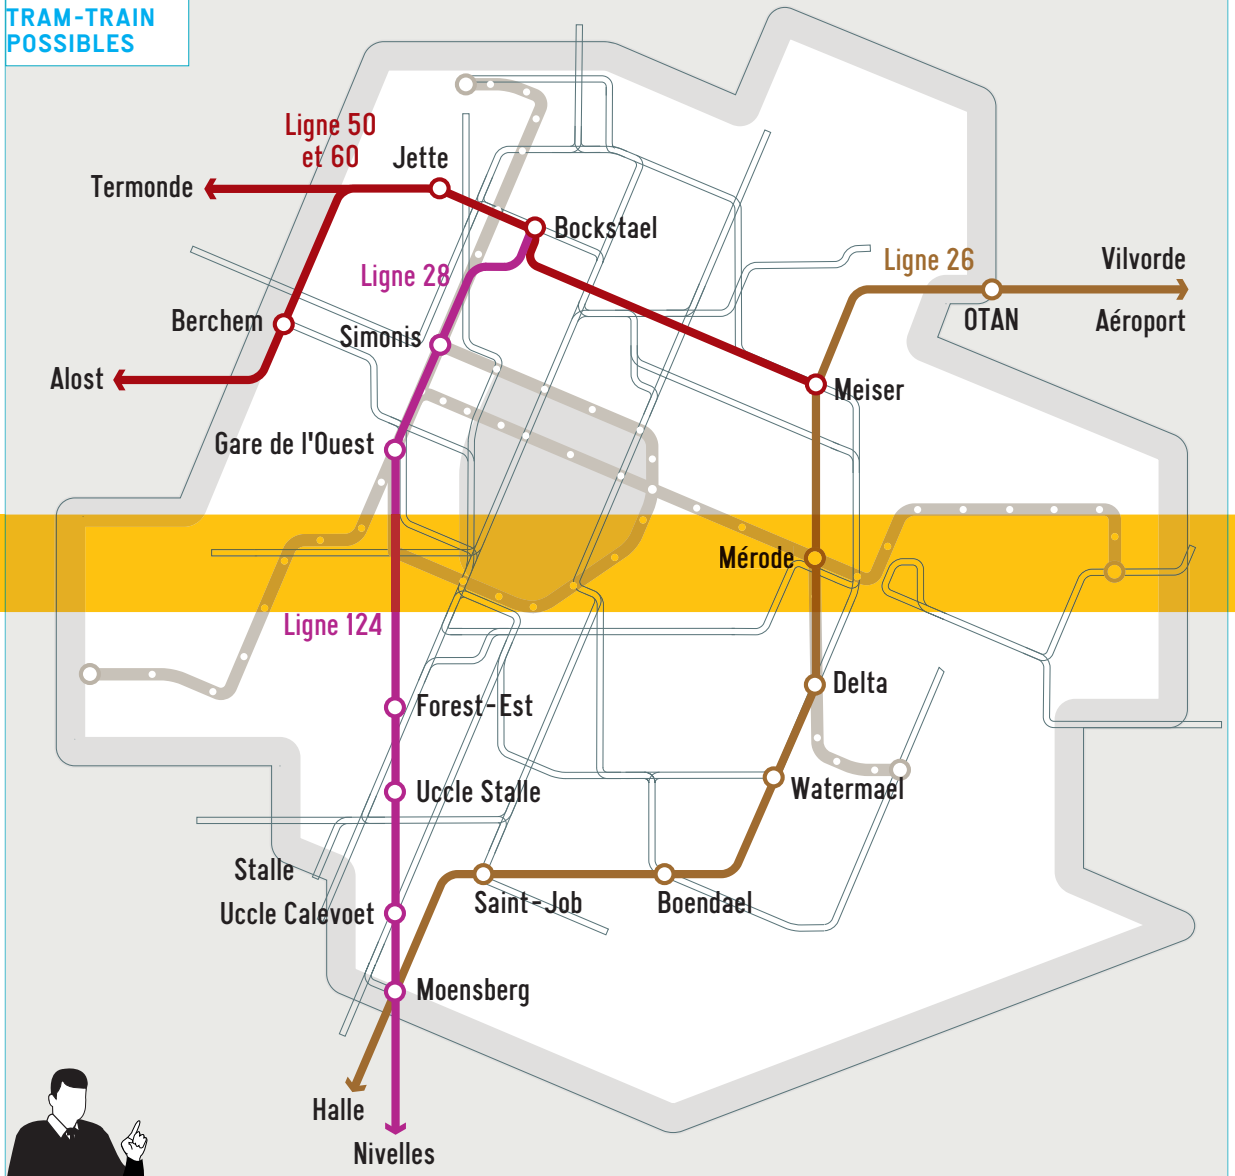 TRAM-TRAIN
POSSIBLES
Ligne 50
et 60
Jette
Termonde
Bockstael
Ligne 28
Ligne 26
Vilvorde
OTAN
Aéroport
Berchem
Simonis
Alost
Meiser
Gare de l'Ouest
Mérode
Ligne 124
Delta
Forest-Est
Uccle Stalle
Watermael
Stalle
Saint-Job
Boendael
Uccle Calevoet
Moensberg
Halle
Nivelles